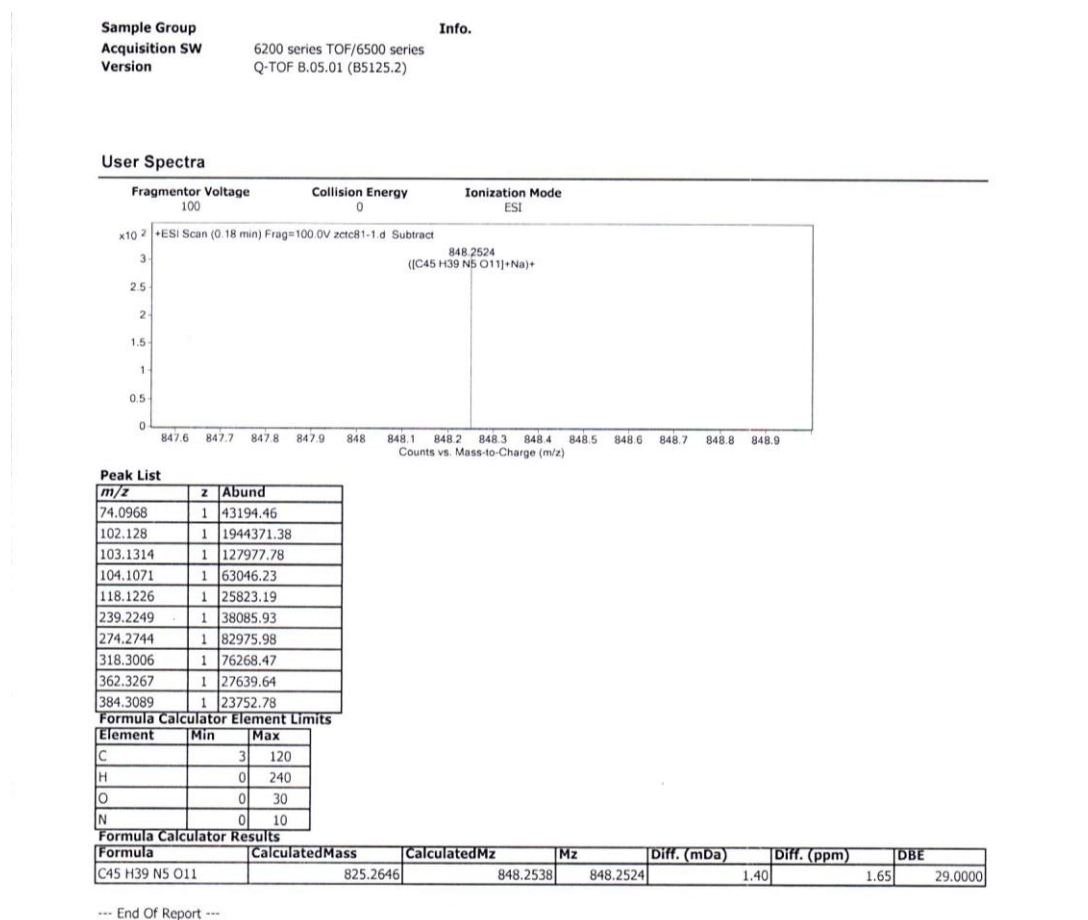 Sample Group Info.
Acquisition SW 6200 series TOF/6500 series
Version Q-TOF B.05.01 (B5125.2)
User Spectra
Fragmentor Voltage Collision Energy Ionization Mode
100 0 ESI
x10 2 +ESI Scan (0.18 min) Frag=100.0V zctc81-1.d Subtract
848.2524
([C45 H39 N5 O11]+Na)+
3
2.5
2
1.5
1
0.5
0
847.6 847.7 847.8 847.9 848 848.1 848.2 848.3 848.4 848.5 848.6 848.7 848.8 848.9
Counts vs. Mass-to-Charge (m/z)
Peak List
m/z z Abund
74.0968 1 43194.46
102.128 1 1944371.38
103.1314 1 127977.78
104.1071 1 63046.23
118.1226 1 25823.19
239.2249 1 38085.93
274.2744 1 82975.98
318.3006 1 76268.47
362.3267 1 27639.64
384.3089 1 23752.78
Formula Calculator Element Limits
Element Min Max
C 3 120
H 0 240
O 0 30
N 0 10
Formula Calculator Results
Formula CalculatedMass CalculatedMz Mz Diff. (mDa) Diff. (ppm) DBE
C45 H39 N5 O11 825.2646 848.2538 848.2524 1.40 1.65 29.0000
--- End Of Report ---